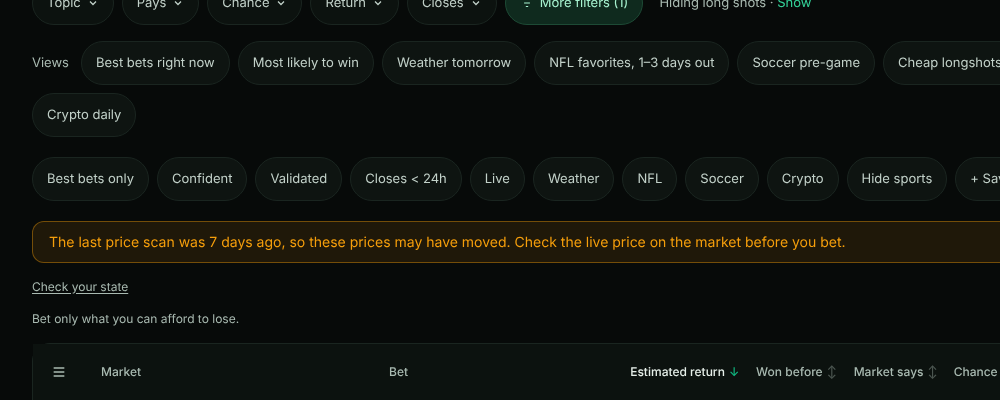 Topic Pays Chance Return Closes More filters (1) Hiding long shots · Show
Views Best bets right now Most likely to win Weather tomorrow NFL favorites, 1–3 days out Soccer pre-game Cheap longshots
Crypto daily
Best bets only Confident Validated Closes < 24h Live Weather NFL Soccer Crypto Hide sports + Sav
The last price scan was 7 days ago, so these prices may have moved. Check the live price on the market before you bet.
Check your state
Bet only what you can afford to lose.
Market Bet Estimated return ↓ Won before Market says Chance